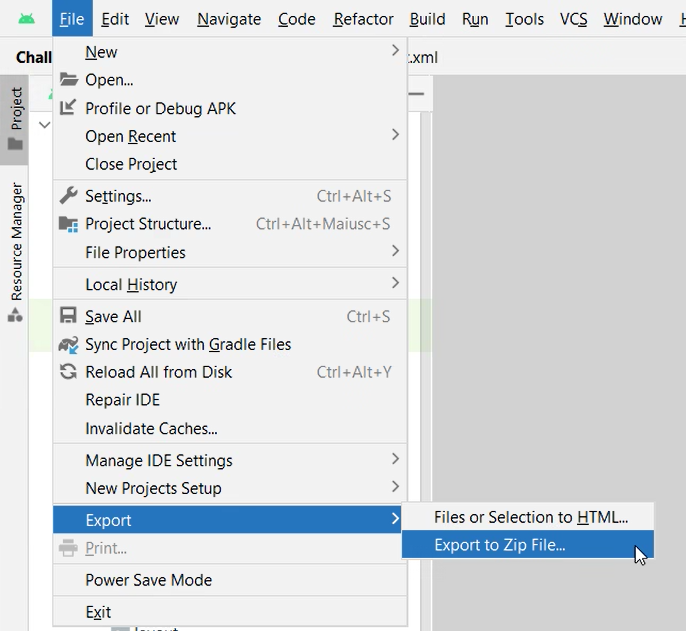 File Edit View Navigate Code Refactor Build Run Tools VCS Window
Chall
.xml
Project
Resource Manager
New
Open...
Profile or Debug APK
Open Recent
Close Project
Settings... Ctrl+Alt+S
Project Structure... Ctrl+Alt+Maiusc+S
File Properties
Local History
Save All Ctrl+S
Sync Project with Gradle Files
Reload All from Disk Ctrl+Alt+Y
Repair IDE
Invalidate Caches...
Manage IDE Settings
New Projects Setup
Export
Files or Selection to HTML...
Export to Zip File...
Print...
Power Save Mode
Exit